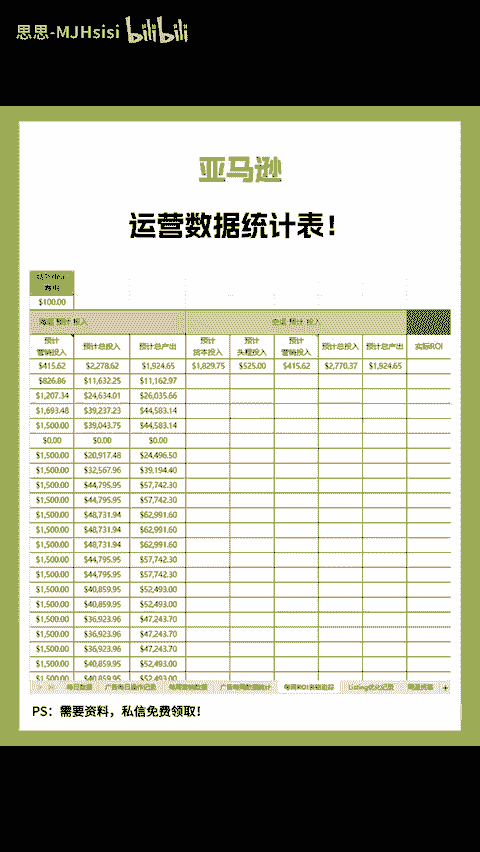 思思-MJHsisi bilibili
亚马逊
运营数据统计表!
$100.00
预计 营销投入 预计总投入 预计总产出 预计 货本投入 预计 头程投入 预计 营销投入 预计总投入 预计总产出 实际ROI
$415.62 $2,278.62 $1,924.65 $1,829.75 $525.00 $415.62 $2,770.37 $1,924.65
$826.86 $11,632.25 $11,162.97
$1,207.34 $24,634.01 $26,035.66
$1,693.48 $39,237.23 $44,583.14
$1,500.00 $39,043.75 $44,583.14
$0.00 $0.00 $0.00
$1,500.00 $20,917.48 $24,496.50
$1,500.00 $32,567.96 $39,194.40
$1,500.00 $44,795.95 $57,742.30
$1,500.00 $44,795.95 $57,742.30
$1,500.00 $48,731.94 $62,991.60
$1,500.00 $48,731.94 $62,991.60
$1,500.00 $48,731.94 $62,991.60
$1,500.00 $44,795.95 $57,742.30
$1,500.00 $44,795.95 $57,742.30
$1,500.00 $40,859.95 $52,493.00
$1,500.00 $40,859.95 $52,493.00
$1,500.00 $36,923.96 $47,243.70
$1,500.00 $36,923.96 $47,243.70
$1,500.00 $36,923.96 $47,243.70
$1,500.00 $40,859.95 $52,493.00
$1,500.00 $40,859.95 $52,493.00
每日数据 广告每日操作记录 每周营销数据 广告每周数据统计 每周ROI表格追踪 Listing优化记录
PS：需要资料，私信免费领取！